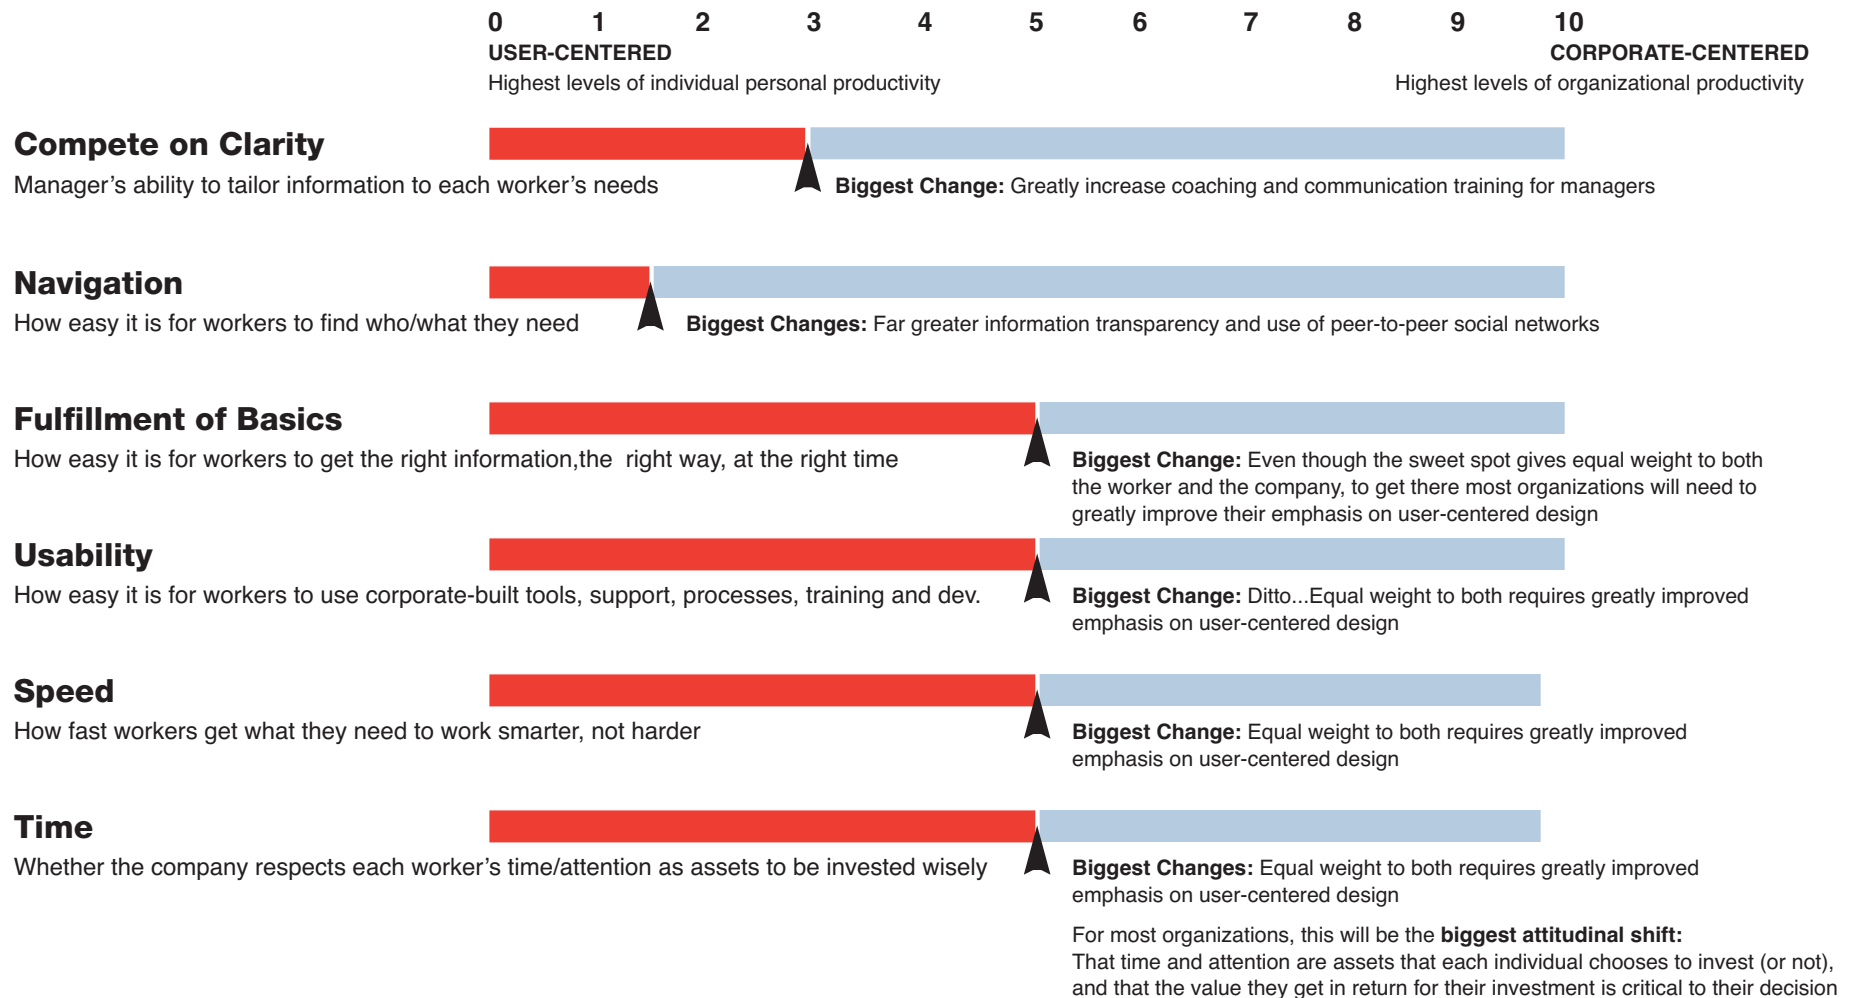 0 1 2 3 4 5 6 7 8 9 10
USER-CENTERED CORPORATE-CENTERED
Highest levels of individual personal productivity Highest levels of organizational productivity
Compete on Clarity
Manager’s ability to tailor information to each worker’s needs
Biggest Change: Greatly increase coaching and communication training for managers
Navigation
How easy it is for workers to find who/what they need
Biggest Changes: Far greater information transparency and use of peer-to-peer social networks
Fulfillment of Basics
How easy it is for workers to get the right information,the  right way, at the right time
Biggest Change: Even though the sweet spot gives equal weight to both
the worker and the company, to get there most organizations will need to
greatly improve their emphasis on user-centered design
Usability
How easy it is for workers to use corporate-built tools, support, processes, training and dev.
Biggest Change: Ditto...Equal weight to both requires greatly improved
emphasis on user-centered design
Speed
How fast workers get what they need to work smarter, not harder
Biggest Change: Equal weight to both requires greatly improved
emphasis on user-centered design
Time
Whether the company respects each worker’s time/attention as assets to be invested wisely
Biggest Changes: Equal weight to both requires greatly improved
emphasis on user-centered design
For most organizations, this will be the biggest attitudinal shift:
That time and attention are assets that each individual chooses to invest (or not),
and that the value they get in return for their investment is critical to their decision